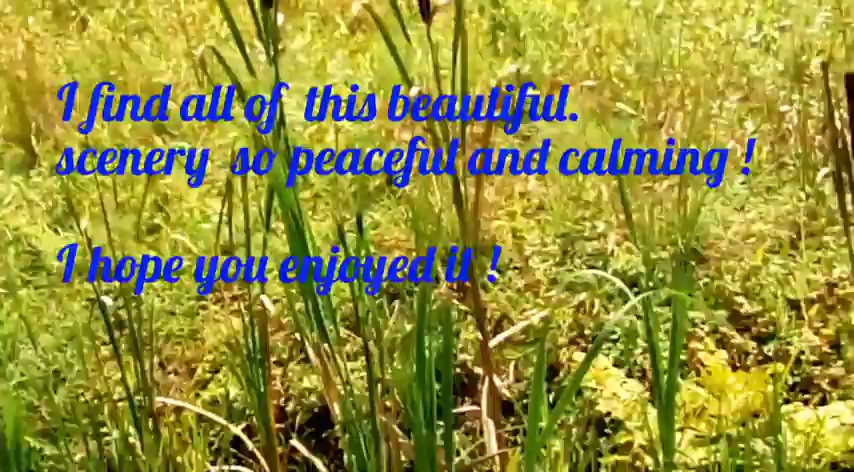 I find all of this beautiful.
scenery so peaceful and calming !
I hope you enjoyed it !